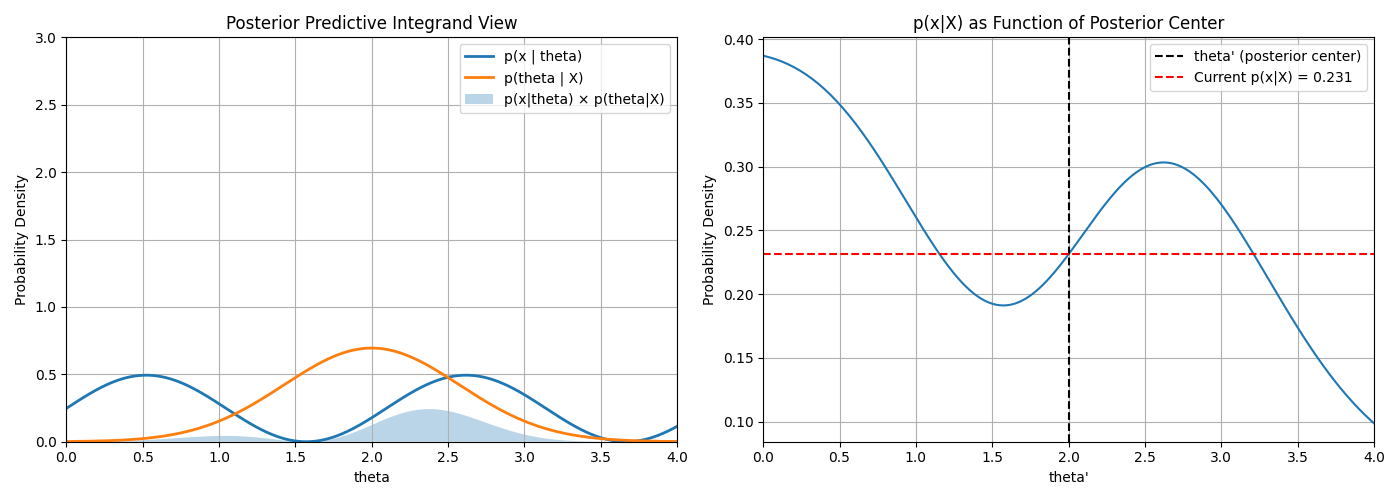 Posterior Predictive Integrand View
Probability Density
3.0
2.5
2.0
1.5
1.0
0.5
0.0
p(x | theta)
p(theta | X)
p(x|theta) × p(theta|X)
0.0 0.5 1.0 1.5 2.0 2.5 3.0 3.5 4.0
theta
p(x|X) as Function of Posterior Center
Probability Density
0.40
0.35
0.30
0.25
0.20
0.15
0.10
theta' (posterior center)
Current p(x|X) = 0.231
0.0 0.5 1.0 1.5 2.0 2.5 3.0 3.5 4.0
theta'